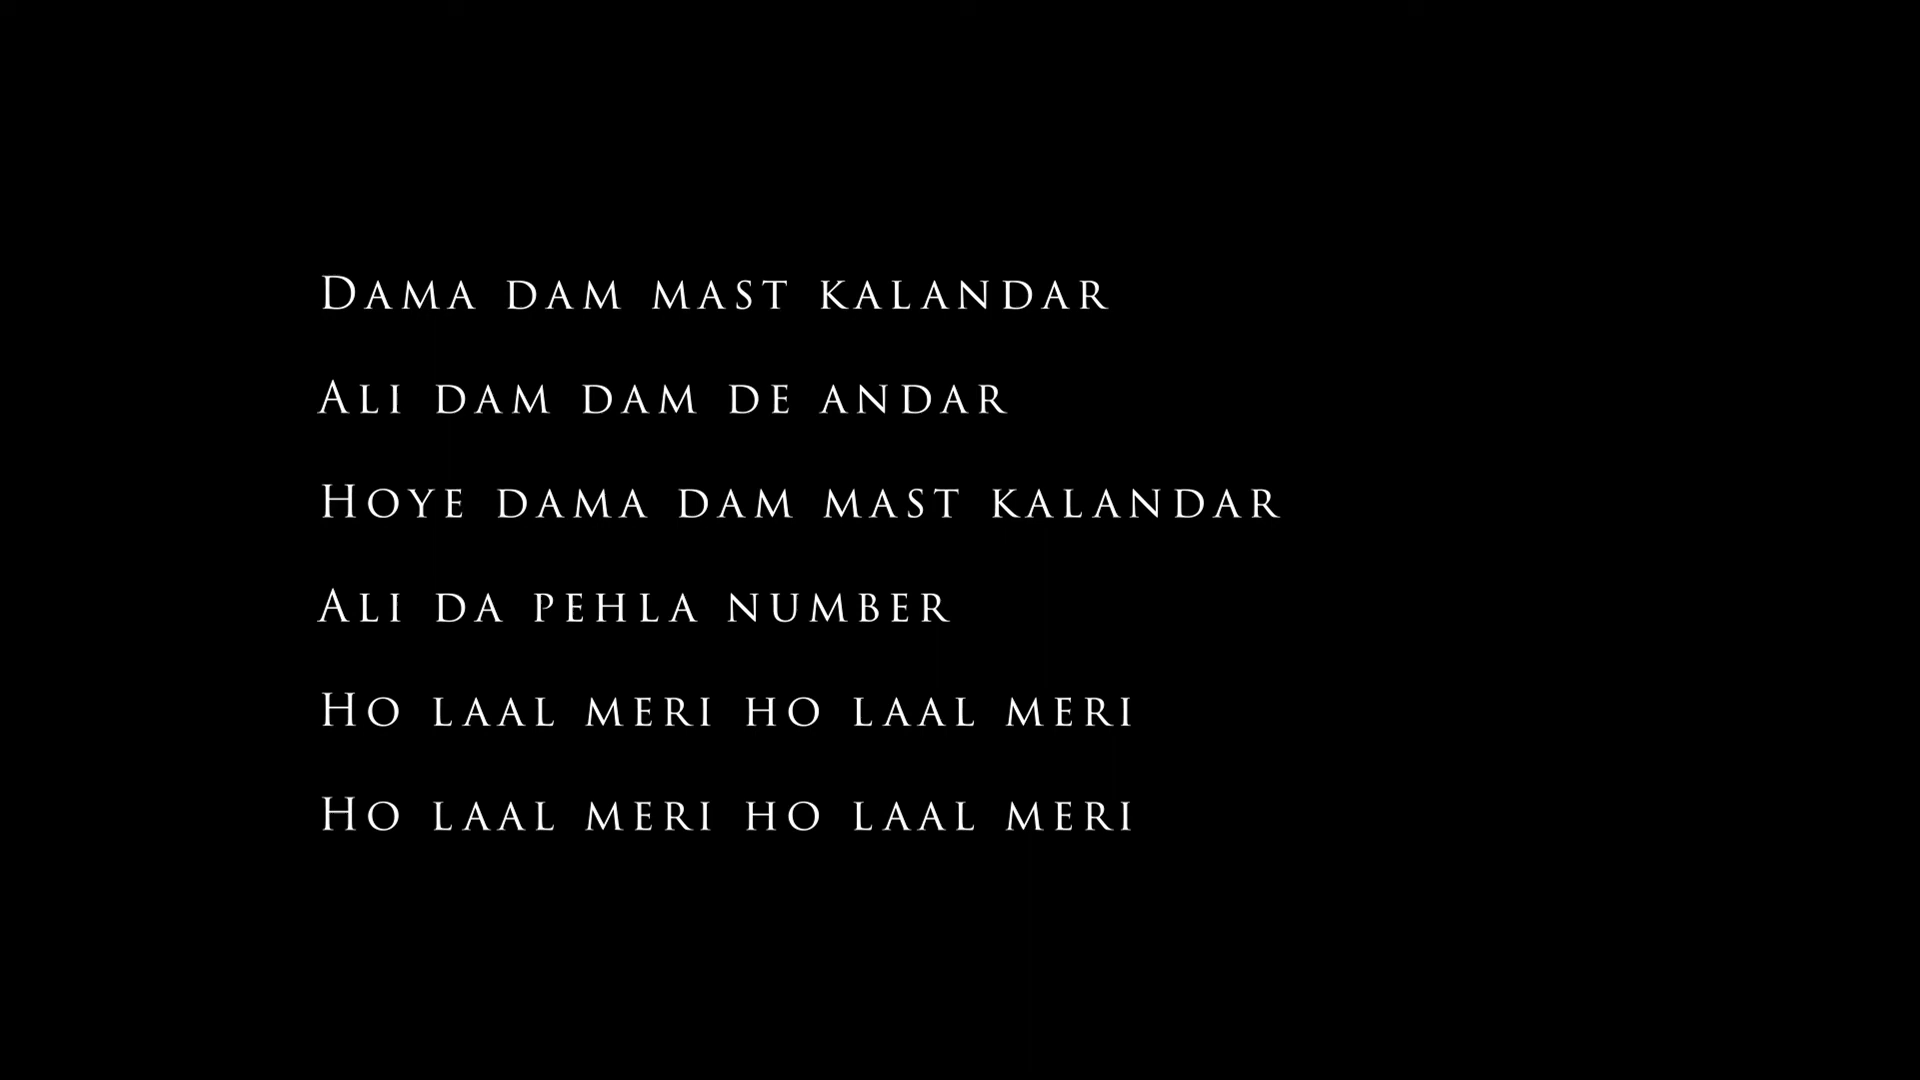 Dama dam mast kalandar
Ali dam dam de andar
Hoye dama dam mast kalandar
Ali da pehla number
Ho laal meri ho laal meri
Ho laal meri ho laal meri